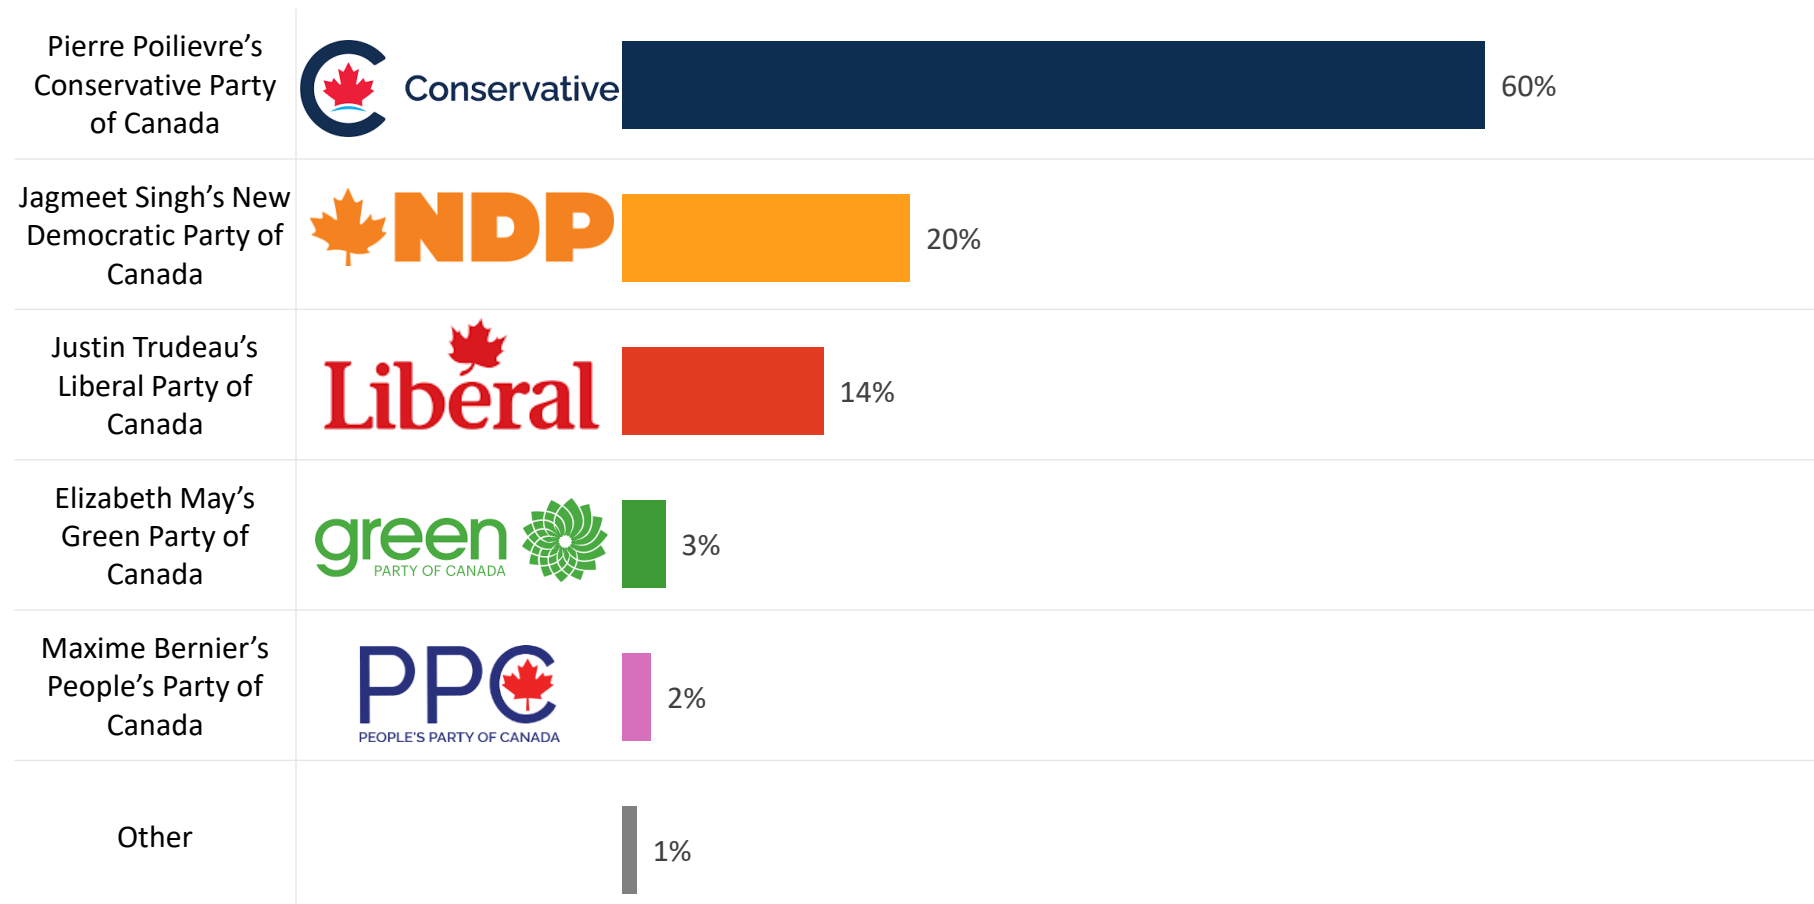 Pierre Poilievre’s
Conservative Party
of Canada
Conservative
60%
Jagmeet Singh’s New
Democratic Party of
Canada
NDP
20%
Justin Trudeau’s
Liberal Party of
Canada
Liberal
14%
Elizabeth May’s
Green Party of
Canada
green
PARTY OF CANADA
3%
Maxime Bernier’s
People’s Party of
Canada
PPC
PEOPLE'S PARTY OF CANADA
2%
Other
1%